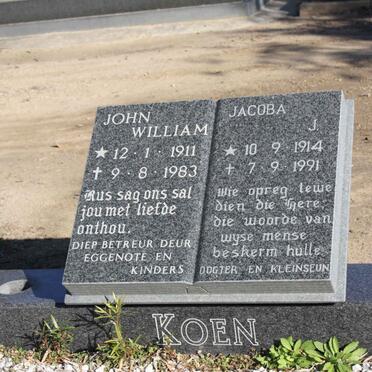 JOHN
WILLIAM
★ 12 · 1 · 1911
✝ 9 · 8 · 1983
Rus sag ons sal
jou met liefde
onthou.
DIEP BETREUR DEUR
EGGENOTE EN
KINDERS
JACOBA
J.
★ 10 · 9 · 1914
✝ 7 · 9 · 1991
Wie opreg lewe
dien die Here,
die woorde van
wyse mense
beskerm hulle.
DOGTER EN KLEINSEUN
KOEN